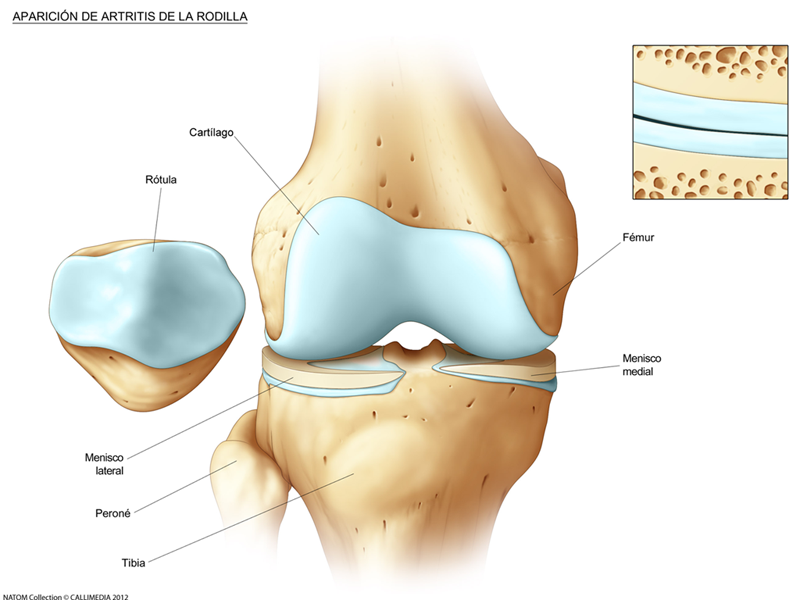 APARICIÓN DE ARTRITIS DE LA RODILLA
Cartílago
Rótula
Fémur
Menisco
medial
Menisco
lateral
Peroné
Tibia
NATOM Collection © CALLIMEDIA 2012